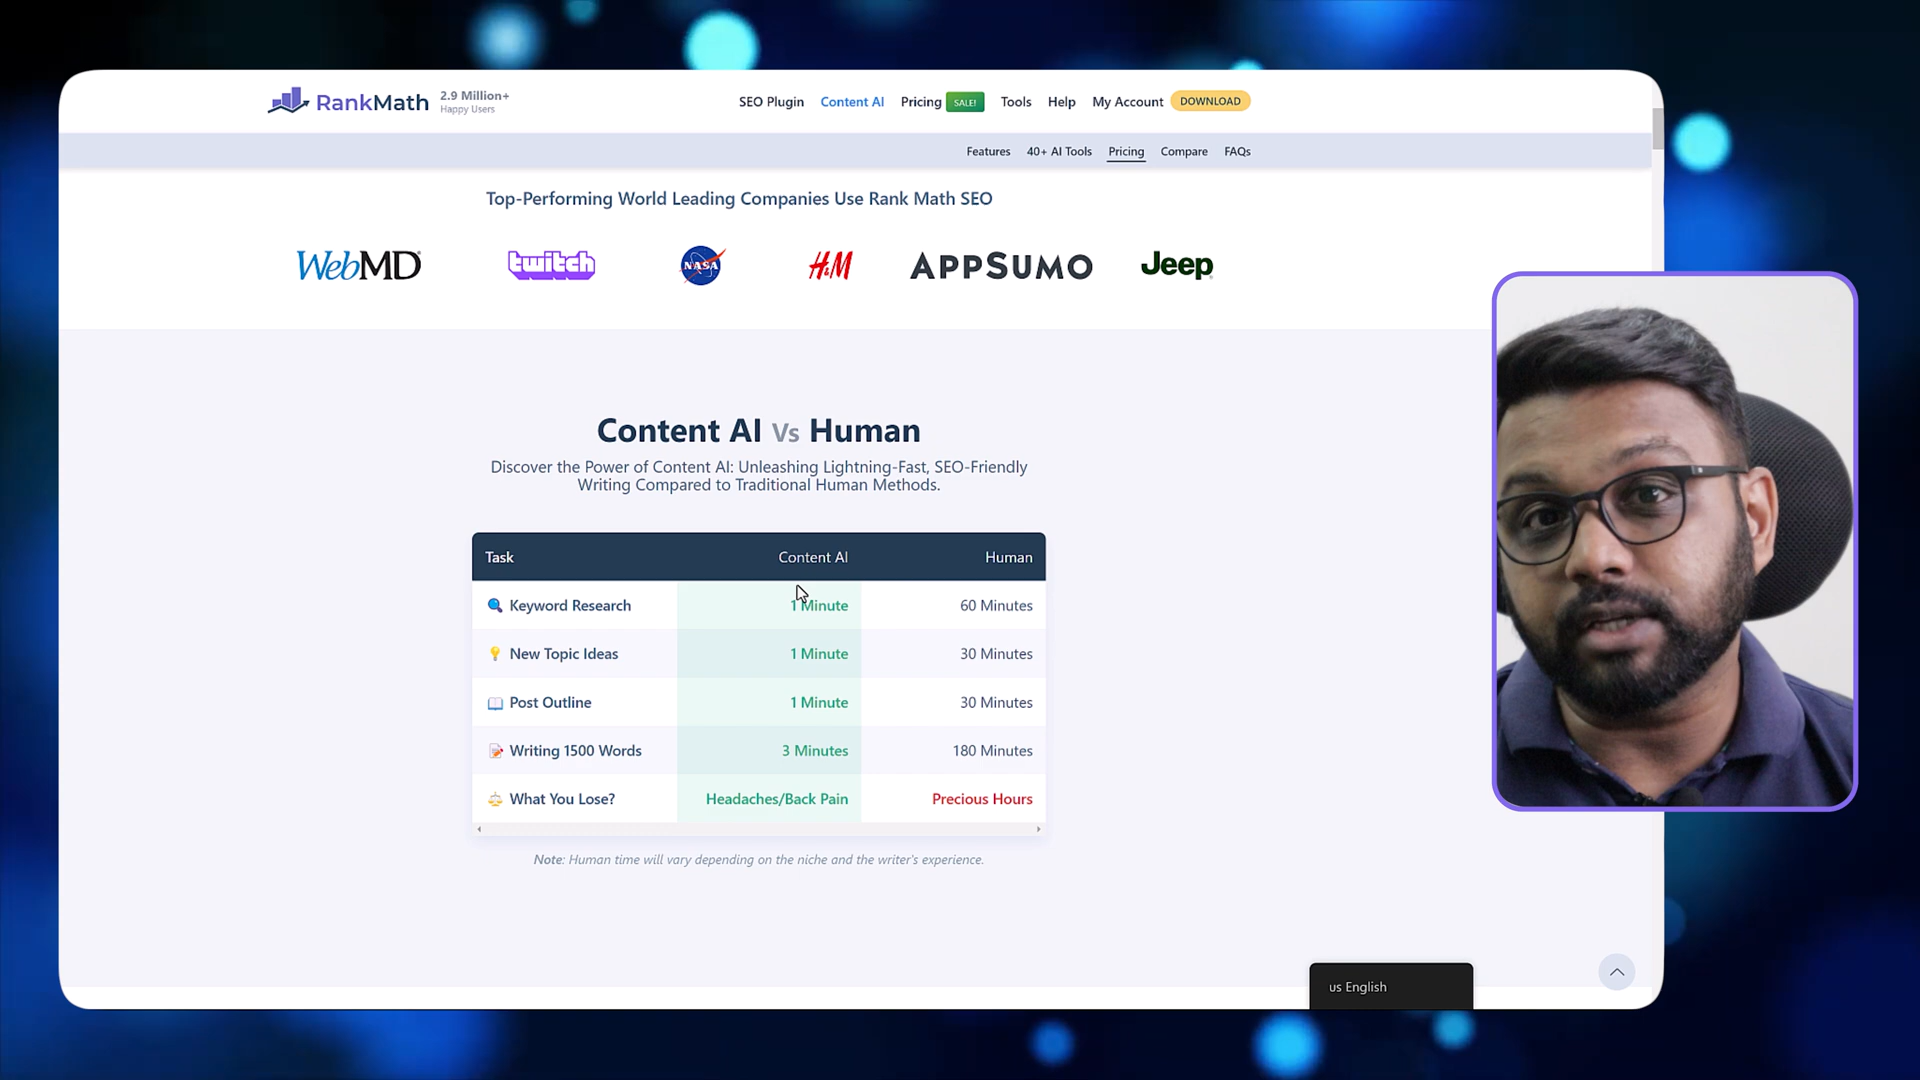 RankMath
2.9 Million+
Happy Users
SEO Plugin
Content AI
Pricing
SALE!
Tools
Help
My Account
DOWNLOAD
Features
40+ AI Tools
Pricing
Compare
FAQs
Top-Performing World Leading Companies Use Rank Math SEO
WebMD
twitch
NASA
H&M
APPSUMO
Jeep
Content AI Vs Human
Discover the Power of Content AI: Unleashing Lightning-Fast, SEO-Friendly
Writing Compared to Traditional Human Methods.
Task Content AI Human
Keyword Research 1 Minute 60 Minutes
New Topic Ideas 1 Minute 30 Minutes
Post Outline 1 Minute 30 Minutes
Writing 1500 Words 3 Minutes 180 Minutes
What You Lose? Headaches/Back Pain Precious Hours
Note: Human time will vary depending on the niche and the writer's experience.
us English